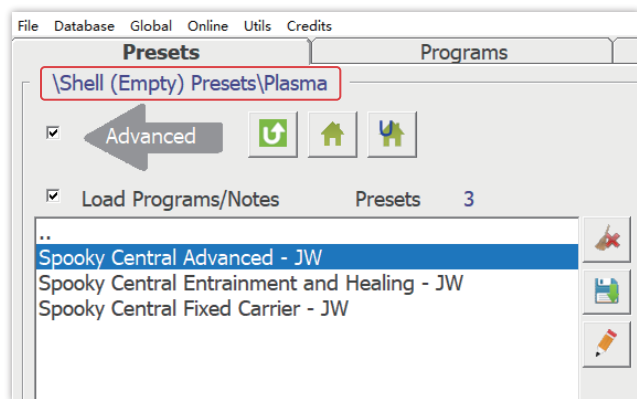 File Database Global Online Utils Credits
Presets Programs
\Shell (Empty) Presets\Plasma
Advanced
U
Load Programs/Notes Presets 3
..
Spooky Central Advanced - JW
Spooky Central Entrainment and Healing - JW
Spooky Central Fixed Carrier - JW